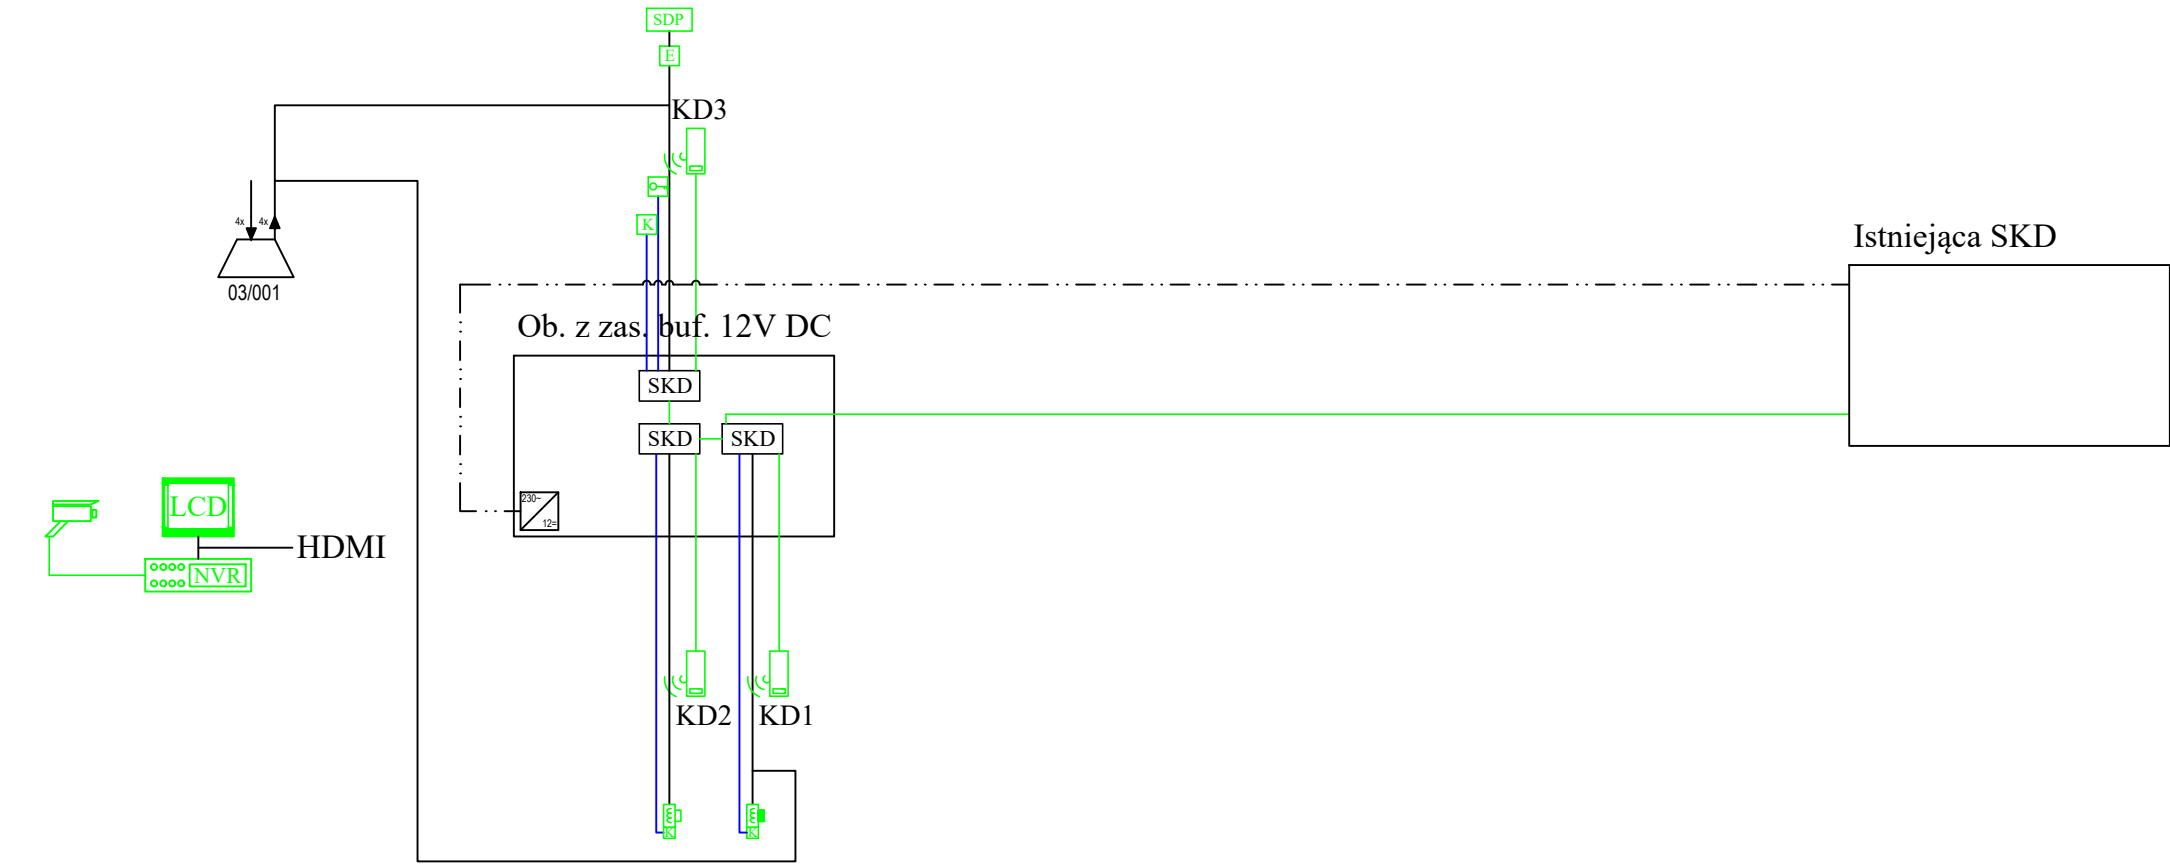 SDP
E
KD3
K
4x 4x
03/001
Istniejąca SKD
Ob. z zas. buf. 12V DC
SKD
SKD
SKD
230~
12=
LCD
HDMI
NVR
KD2
KD1
K
K